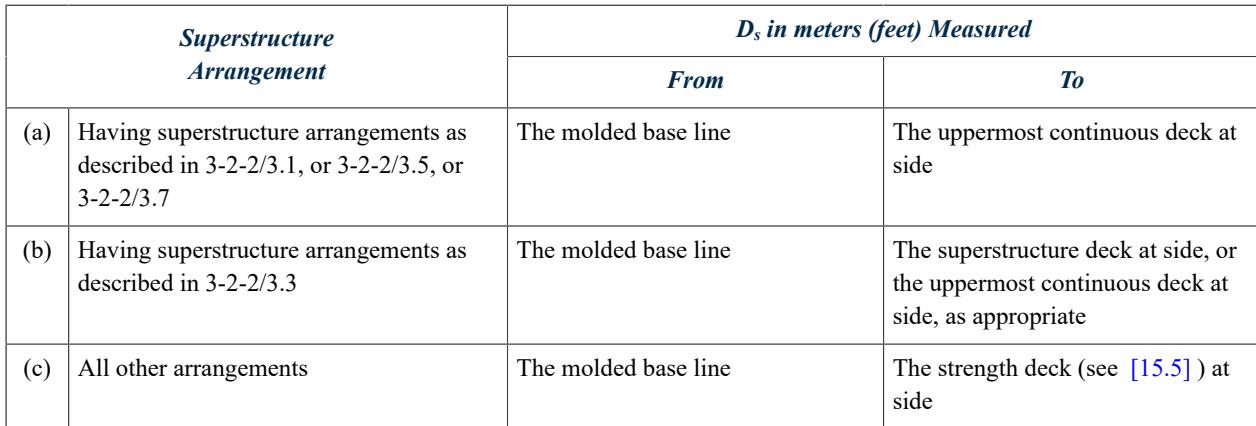 Superstructure
Arrangement
Ds in meters (feet) Measured
From
To
(a)
Having superstructure arrangements as
described in 3-2-2/3.1, or 3-2-2/3.5, or
3-2-2/3.7
The molded base line
The uppermost continuous deck at
side
(b)
Having superstructure arrangements as
described in 3-2-2/3.3
The molded base line
The superstructure deck at side, or
the uppermost continuous deck at
side, as appropriate
(c)
All other arrangements
The molded base line
The strength deck (see [15.5] ) at
side